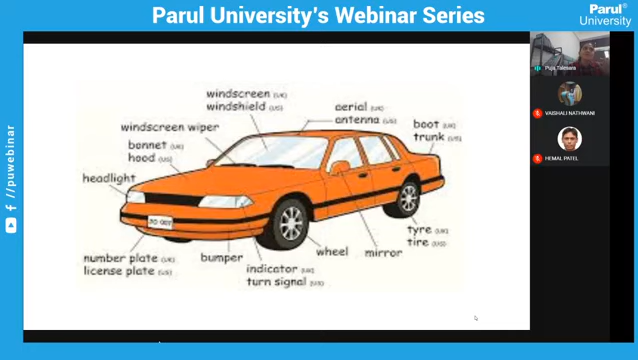 Parul University's Webinar Series
Parul®
University
f //puwebinar
windscreen (UK)
windshield (US)
aerial (UK)
antenna (US)
boot (UK)
trunk (US)
windscreen wiper
bonnet (UK)
hood (US)
headlight
tyre (UK)
tire (US)
wheel
mirror
number plate (UK)
license plate (US)
bumper
indicator (UK)
turn signal (US)
VAISHALI NATHWANI
HEMAL PATEL